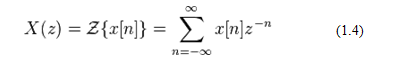 X(z) = 𝒵{x[n]} = ∑_{n=−∞}^{∞} x[n]z^{−n} (1.4)